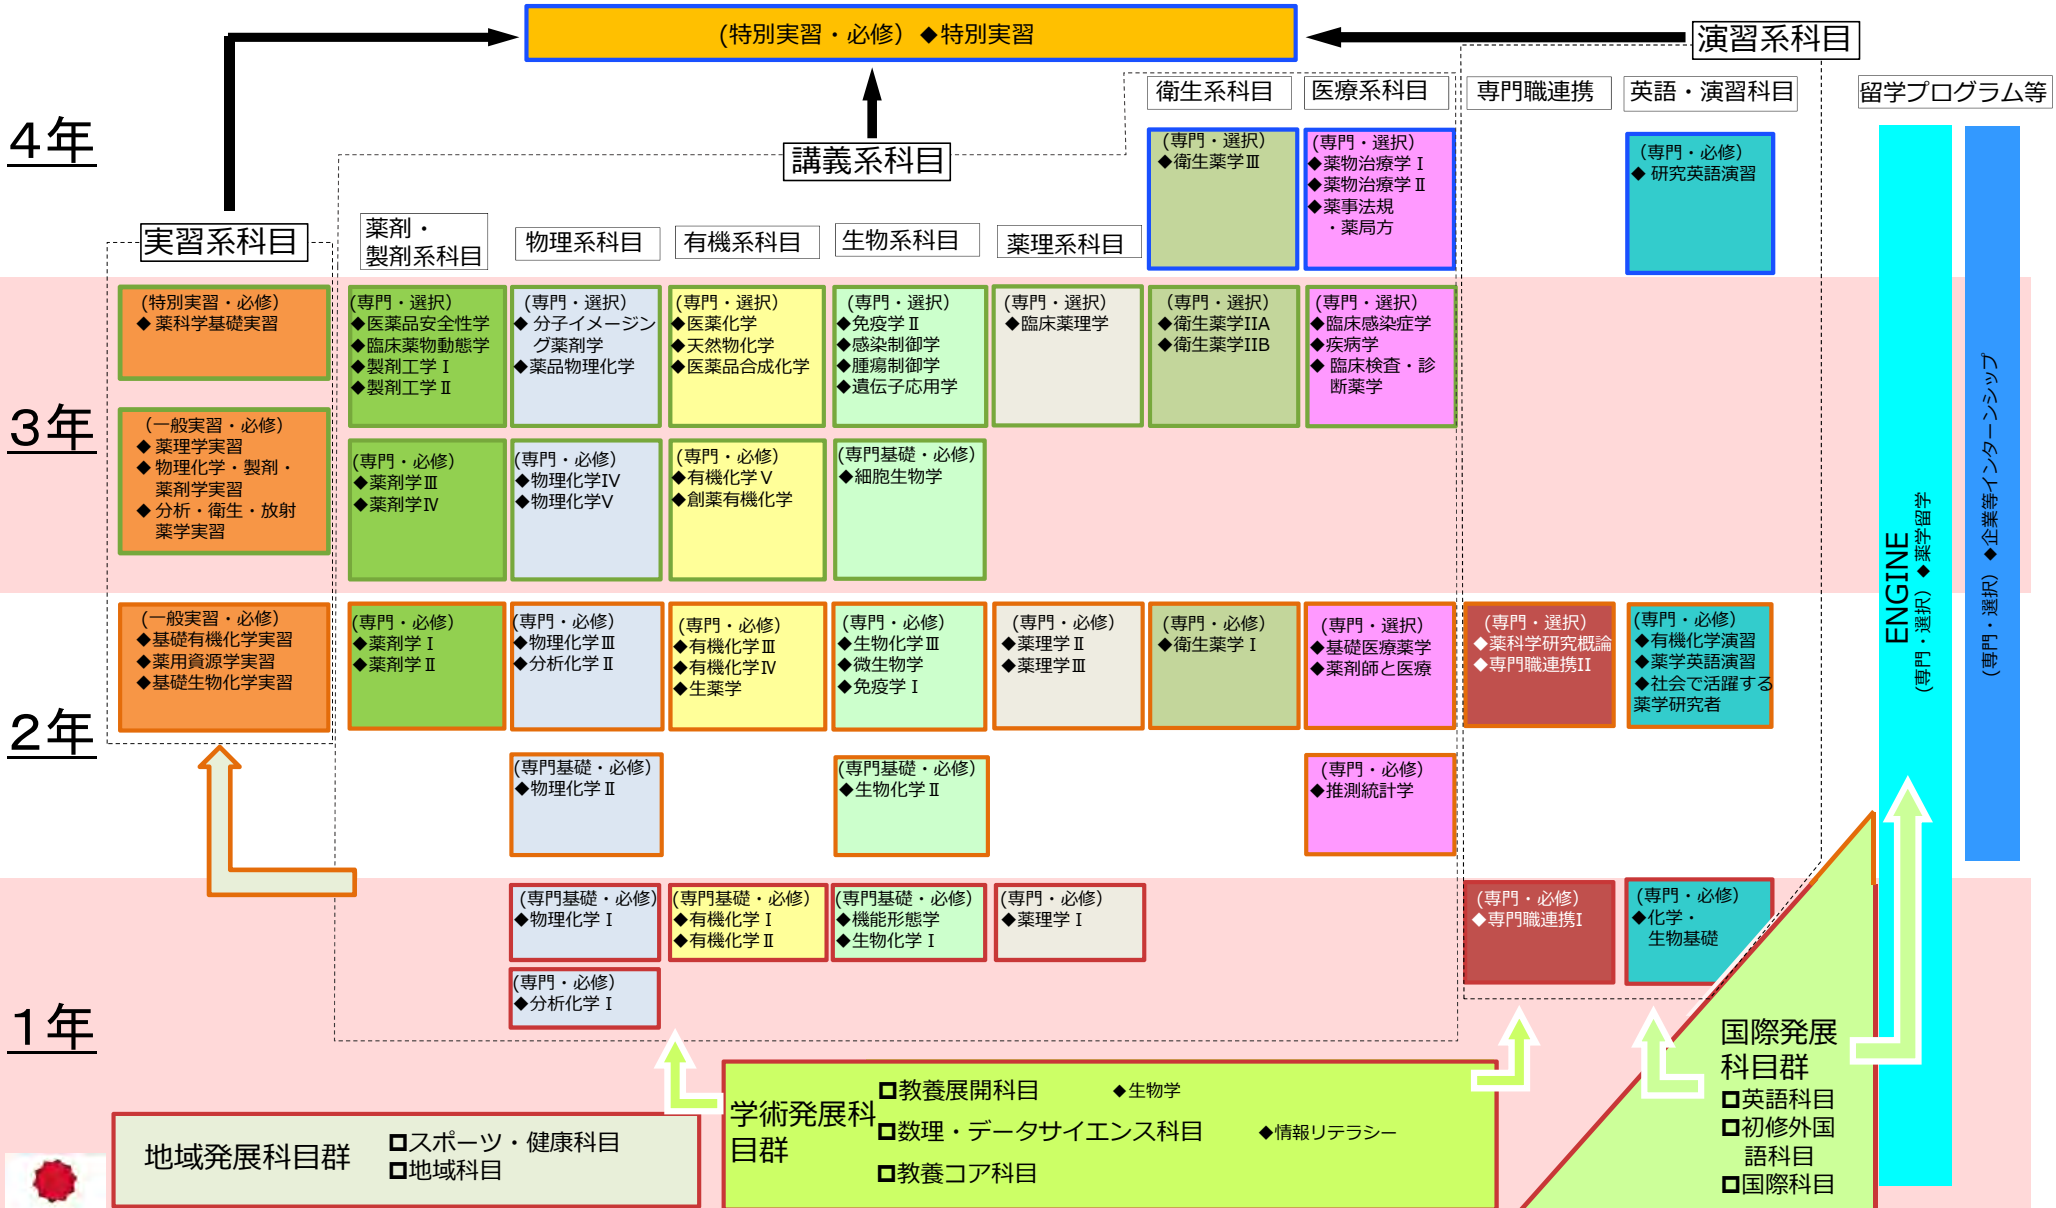 (特別実習・必修）◆特別実習
演習系科目
衛生系科目
医療系科目
専門職連携
英語・演習科目
留学プログラム等
４年
講義系科目
(専門・選択）
◆衛生薬学Ⅲ
(専門・選択）
◆薬物治療学Ⅰ
◆薬物治療学Ⅱ
◆薬事法規
・薬局方
（専門・必修）
◆ 研究英語演習
実習系科目
薬剤・
製剤系科目
物理系科目
有機系科目
生物系科目
薬理系科目
３年
(特別実習・必修）
◆ 薬科学基礎実習
(専門・選択）
◆医薬品安全性学
◆臨床薬物動態学
◆製剤工学Ⅰ
◆製剤工学Ⅱ
（専門・選択）
◆ 分子イメージン
グ薬剤学
◆薬品物理化学
(専門・選択）
◆医薬化学
◆天然物化学
◆医薬品合成化学
（専門・選択）
◆免疫学Ⅱ
◆感染制御学
◆腫瘍制御学
◆遺伝子応用学
(専門・選択）
◆臨床薬理学
（専門・選択）
◆衛生薬学IIA
◆衛生薬学IIB
(専門・選択）
◆臨床感染症学
◆疾病学
◆ 臨床検査・診
断薬学
（一般実習・必修）
◆ 薬理学実習
◆ 物理化学・製剤・
薬剤学実習
◆ 分析・衛生・放射
薬学実習
(専門・必修）
◆薬剤学Ⅲ
◆薬剤学Ⅳ
(専門・必修）
◆物理化学Ⅳ
◆物理化学Ⅴ
(専門・必修）
◆有機化学Ⅴ
◆創薬有機化学
(専門基礎・必修）
◆細胞生物学
２年
(一般実習・必修）
◆基礎有機化学実習
◆薬用資源学実習
◆基礎生物化学実習
(専門・必修）
◆薬剤学Ⅰ
◆薬剤学Ⅱ
(専門・必修）
◆物理化学Ⅲ
◆分析化学Ⅱ
(専門・必修）
◆有機化学Ⅲ
◆有機化学Ⅳ
◆生薬学
(専門・必修）
◆生物化学Ⅲ
◆微生物学
◆免疫学Ⅰ
(専門・必修）
◆薬理学Ⅱ
◆薬理学Ⅲ
(専門・必修）
◆衛生薬学Ⅰ
(専門・選択）
◆基礎医療薬学
◆薬剤師と医療
(専門・選択）
◆薬科学研究概論
◆専門職連携II
(専門・必修）
◆有機化学演習
◆薬学英語演習
◆社会で活躍する
薬学研究者
(専門基礎・必修）
◆物理化学Ⅱ
(専門基礎・必修）
◆生物化学Ⅱ
(専門・必修）
◆推測統計学
ENGINE
(専門・選択）◆薬学留学
(専門・選択） ◆企業等インターンシップ
１年
(専門基礎・必修）
◆物理化学Ⅰ
(専門基礎・必修）
◆有機化学Ⅰ
◆有機化学Ⅱ
(専門基礎・必修）
◆機能形態学
◆生物化学Ⅰ
(専門・必修）
◆薬理学Ⅰ
(専門・必修）
◆専門職連携I
(専門・必修）
◆化学・
生物基礎
(専門・必修）
◆分析化学Ⅰ
地域発展科目群
スポーツ・健康科目
地域科目
学術発展科
目群
教養展開科目 ◆生物学
数理・データサイエンス科目 ◆情報リテラシー
教養コア科目
国際発展
科目群
英語科目
初修外国
語科目
国際科目